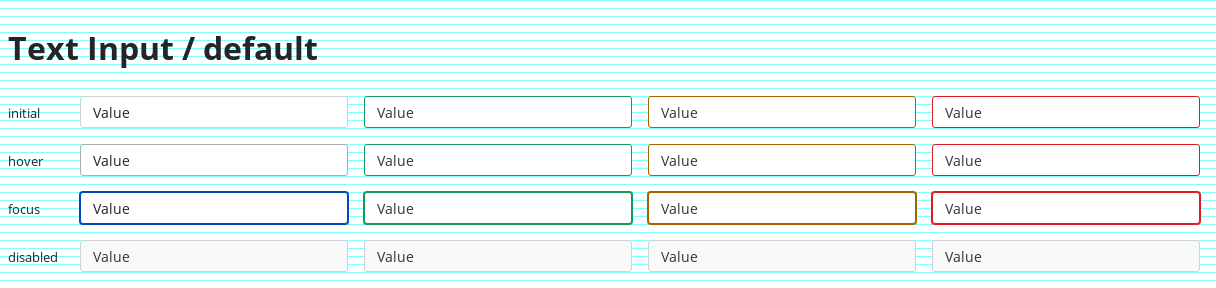 Text Input / default
initial Value Value Value Value
hover Value Value Value Value
focus Value Value Value Value
disabled Value Value Value Value